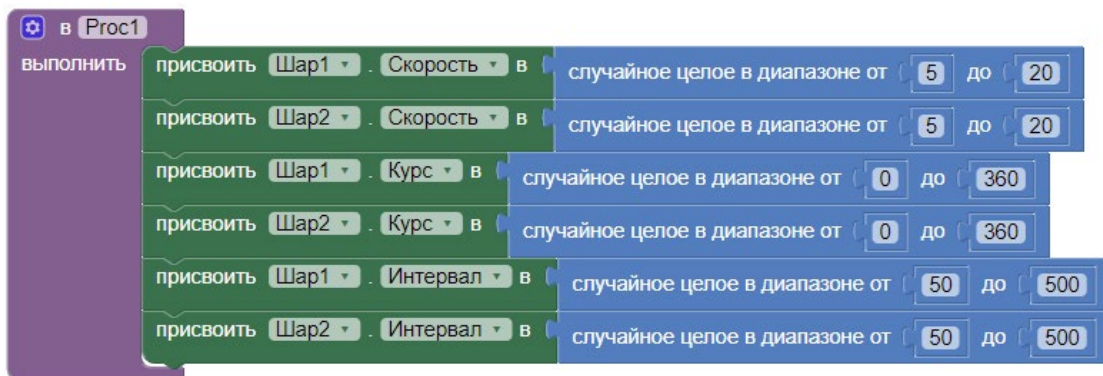 в Proc1
выполнить присвоить Шар1 . Скорость в случайное целое в диапазоне от 5 до 20
присвоить Шар2 . Скорость в случайное целое в диапазоне от 5 до 20
присвоить Шар1 . Курс в случайное целое в диапазоне от 0 до 360
присвоить Шар2 . Курс в случайное целое в диапазоне от 0 до 360
присвоить Шар1 . Интервал в случайное целое в диапазоне от 50 до 500
присвоить Шар2 . Интервал в случайное целое в диапазоне от 50 до 500